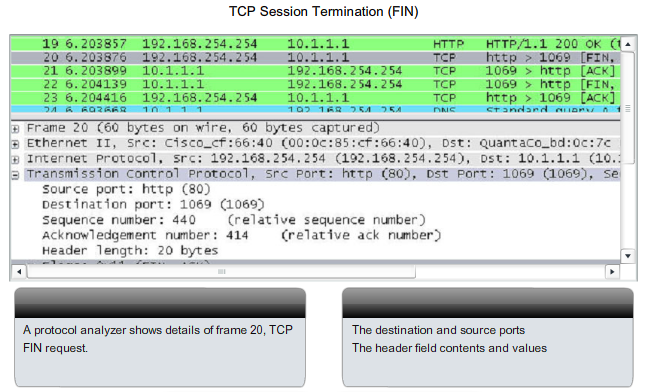 TCP Session Termination (FIN)
19 6.203857 192.168.254.254 10.1.1.1 HTTP HTTP/1.1 200 OK (t
20 6.203876 192.168.254.254 10.1.1.1 TCP http > 1069 [FIN,
21 6.203899 10.1.1.1 192.168.254.254 TCP 1069 > http [ACK]
22 6.204139 10.1.1.1 192.168.254.254 TCP 1069 > http [FIN,
23 6.204416 192.168.254.254 10.1.1.1 TCP http > 1069 [ACK]
24 6.693668 10.1.1.1 192.168.254.254 DNS Standard query A
Frame 20 (60 bytes on wire, 60 bytes captured)
Ethernet II, Src: Cisco_cf:66:40 (00:0c:85:cf:66:40), Dst: QuantaCo_bd:0c:7c
Internet Protocol, Src: 192.168.254.254 (192.168.254.254), Dst: 10.1.1.1 (10.
Transmission Control Protocol, Src Port: http (80), Dst Port: 1069 (1069), Se
Source port: http (80)
Destination port: 1069 (1069)
Sequence number: 440 (relative sequence number)
Acknowledgement number: 414 (relative ack number)
Header length: 20 bytes
A protocol analyzer shows details of frame 20, TCP
FIN request.
The destination and source ports
The header field contents and values